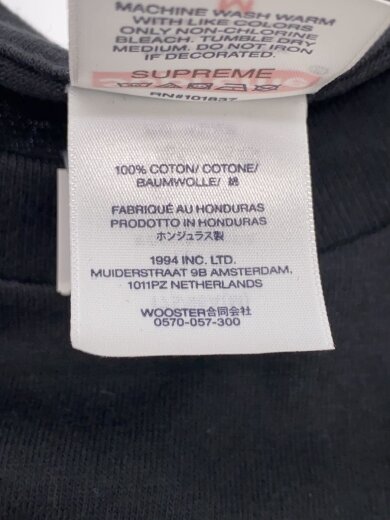 MACHINE WASH WARM
WITH LIKE COLORS
ONLY NON-CHLORINE
BLEACH. TUMBLE DRY
MEDIUM. DO NOT IRON
IF DECORATED.
SUPREME
RN#101837
100% COTON/ COTONE/
BAUMWOLLE/ 綿
FABRIQUÉ AU HONDURAS
PRODOTTO IN HONDURAS
ホンジュラス製
1994 INC. LTD.
MUIDERSTRAAT 9B AMSTERDAM,
1011PZ NETHERLANDS
WOOSTER合同会社
0570-057-300